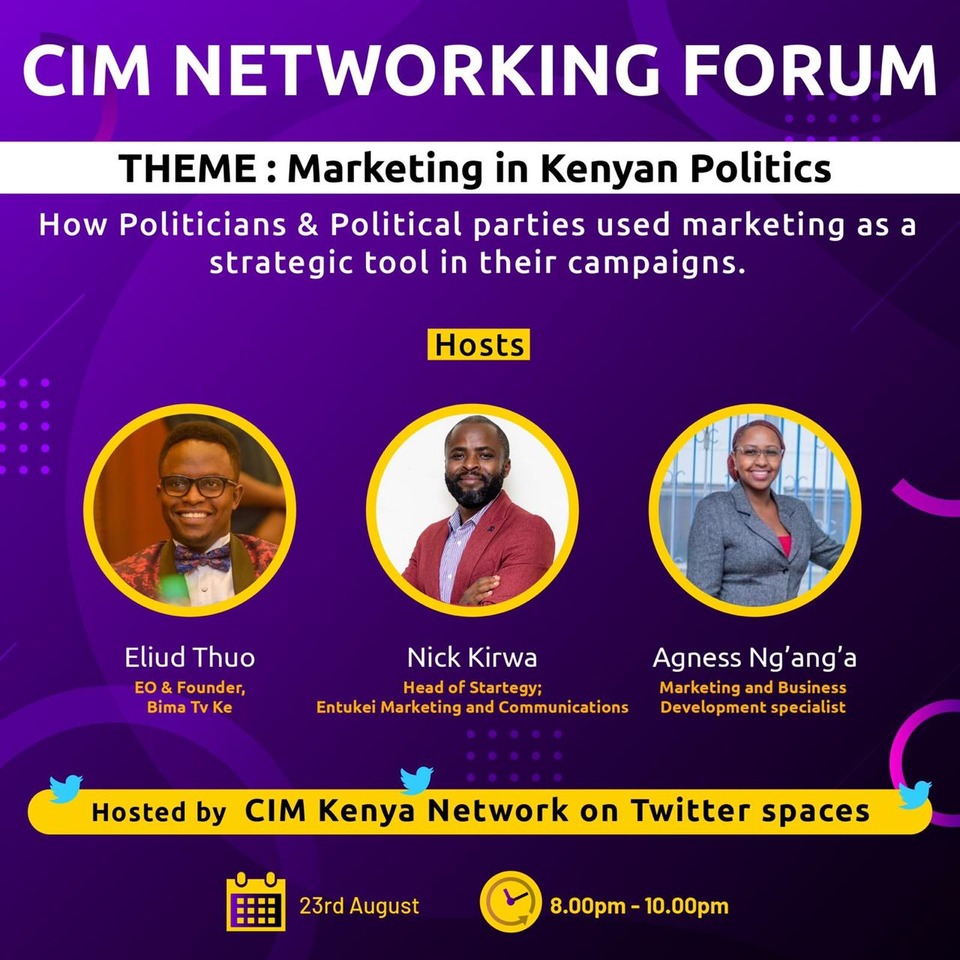 CIM NETWORKING FORUM
THEME : Marketing in Kenyan Politics
How Politicians & Political parties used marketing as a
strategic tool in their campaigns.
Hosts
Eliud Thuo
EO & Founder,
Bima Tv Ke
Nick Kirwa
Head of Startegy;
Entukei Marketing and Communications
Agness Ng’ang’a
Marketing and Business
Development specialist
Hosted by CIM Kenya Network on Twitter spaces
23rd August
8.00pm - 10.00pm